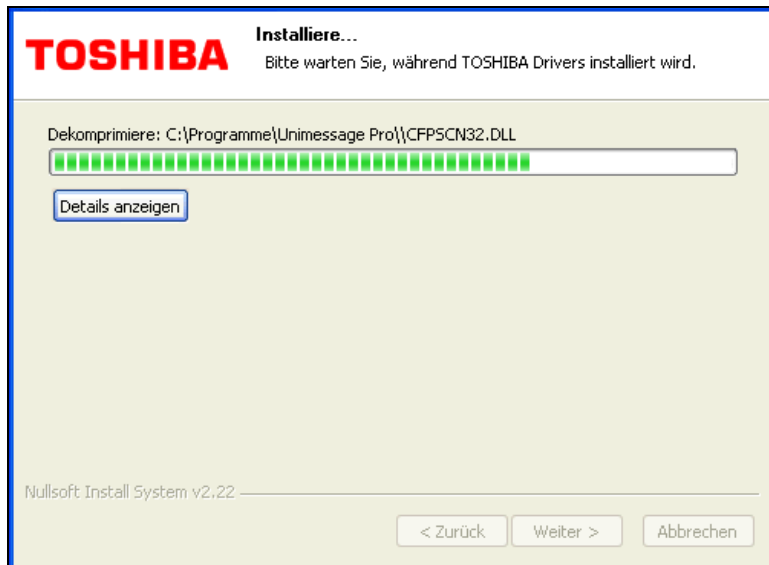 TOSHIBA
Installiere...
Bitte warten Sie, während TOSHIBA Drivers installiert wird.
Dekomprimiere: C:\Programme\Unimessage Pro\\CFPSCN32.DLL
Details anzeigen
Nullsoft Install System v2.22
< Zurück
Weiter >
Abbrechen